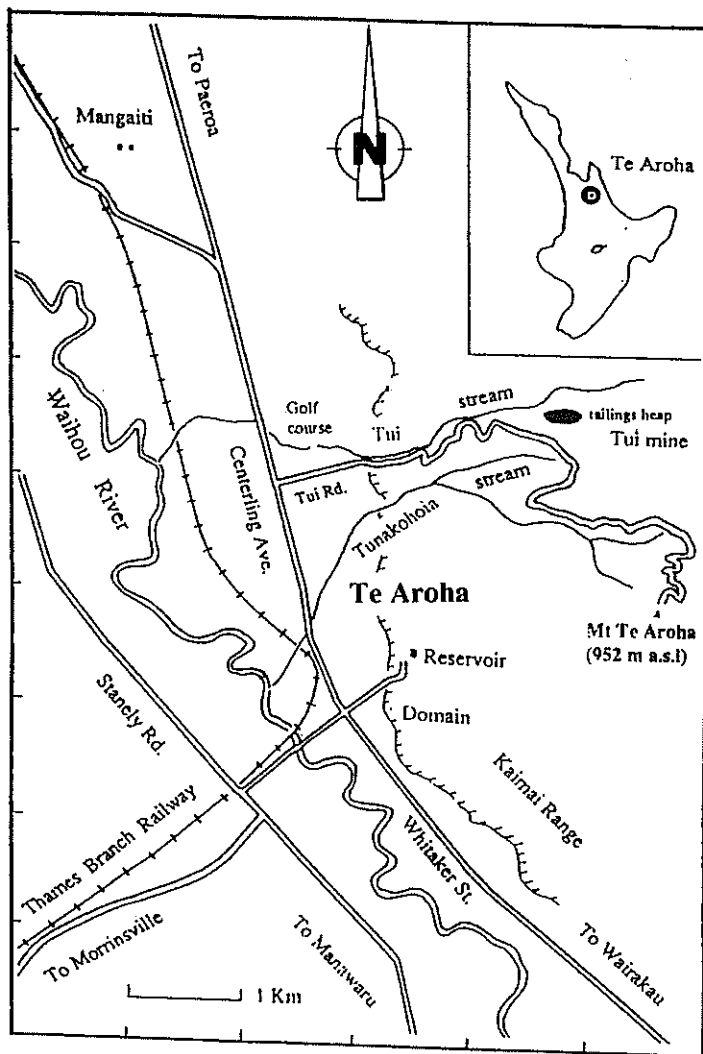 To Paeroa
Mangaiti
N
Te Aroha
Waihou
River
Golf
course
stream
Tui
tailings heap
Tui mine
Centerling Ave.
Tui Rd.
stream
Tunakohoia
Te Aroha
Mt Te Aroha
(952 m a.s.l)
Reservoir
Domain
Stanely Rd.
Kaimai Range
Thames Branch Railway
Whitaker St.
To Morrinsville
To Manawaru
To Wairakau
1 Km